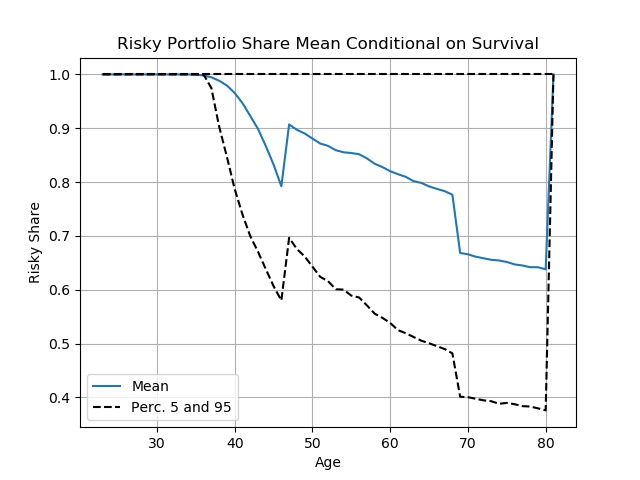 Risky Portfolio Share Mean Conditional on Survival
1.0
0.9
0.8
0.7
0.6
0.5
0.4
Risky Share
Mean
Perc. 5 and 95
30 40 50 60 70 80
Age